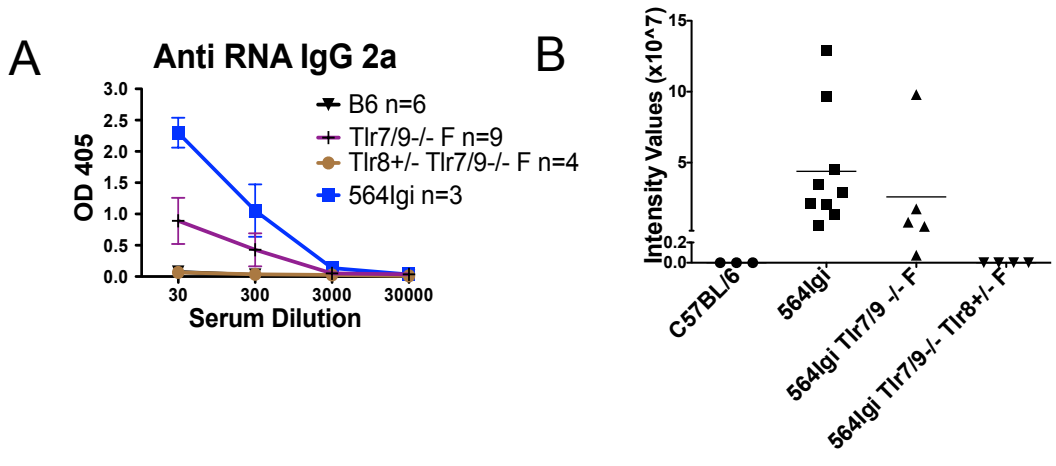 A
Anti RNA IgG 2a
3.0
2.5
2.0
1.5
1.0
0.5
0.0
OD 405
30 300 3000 30000
Serum Dilution
B6 n=6
Tlr7/9-/- F n=9
Tlr8+/- Tlr7/9-/- F n=4
564Igi n=3
B
Intensity Values (x10^7)
15
10
5
0.2
0.0
C57BL/6
564Igi
564Igi Tlr7/9 -/- F
564Igi Tlr7/9-/- Tlr8+/- F